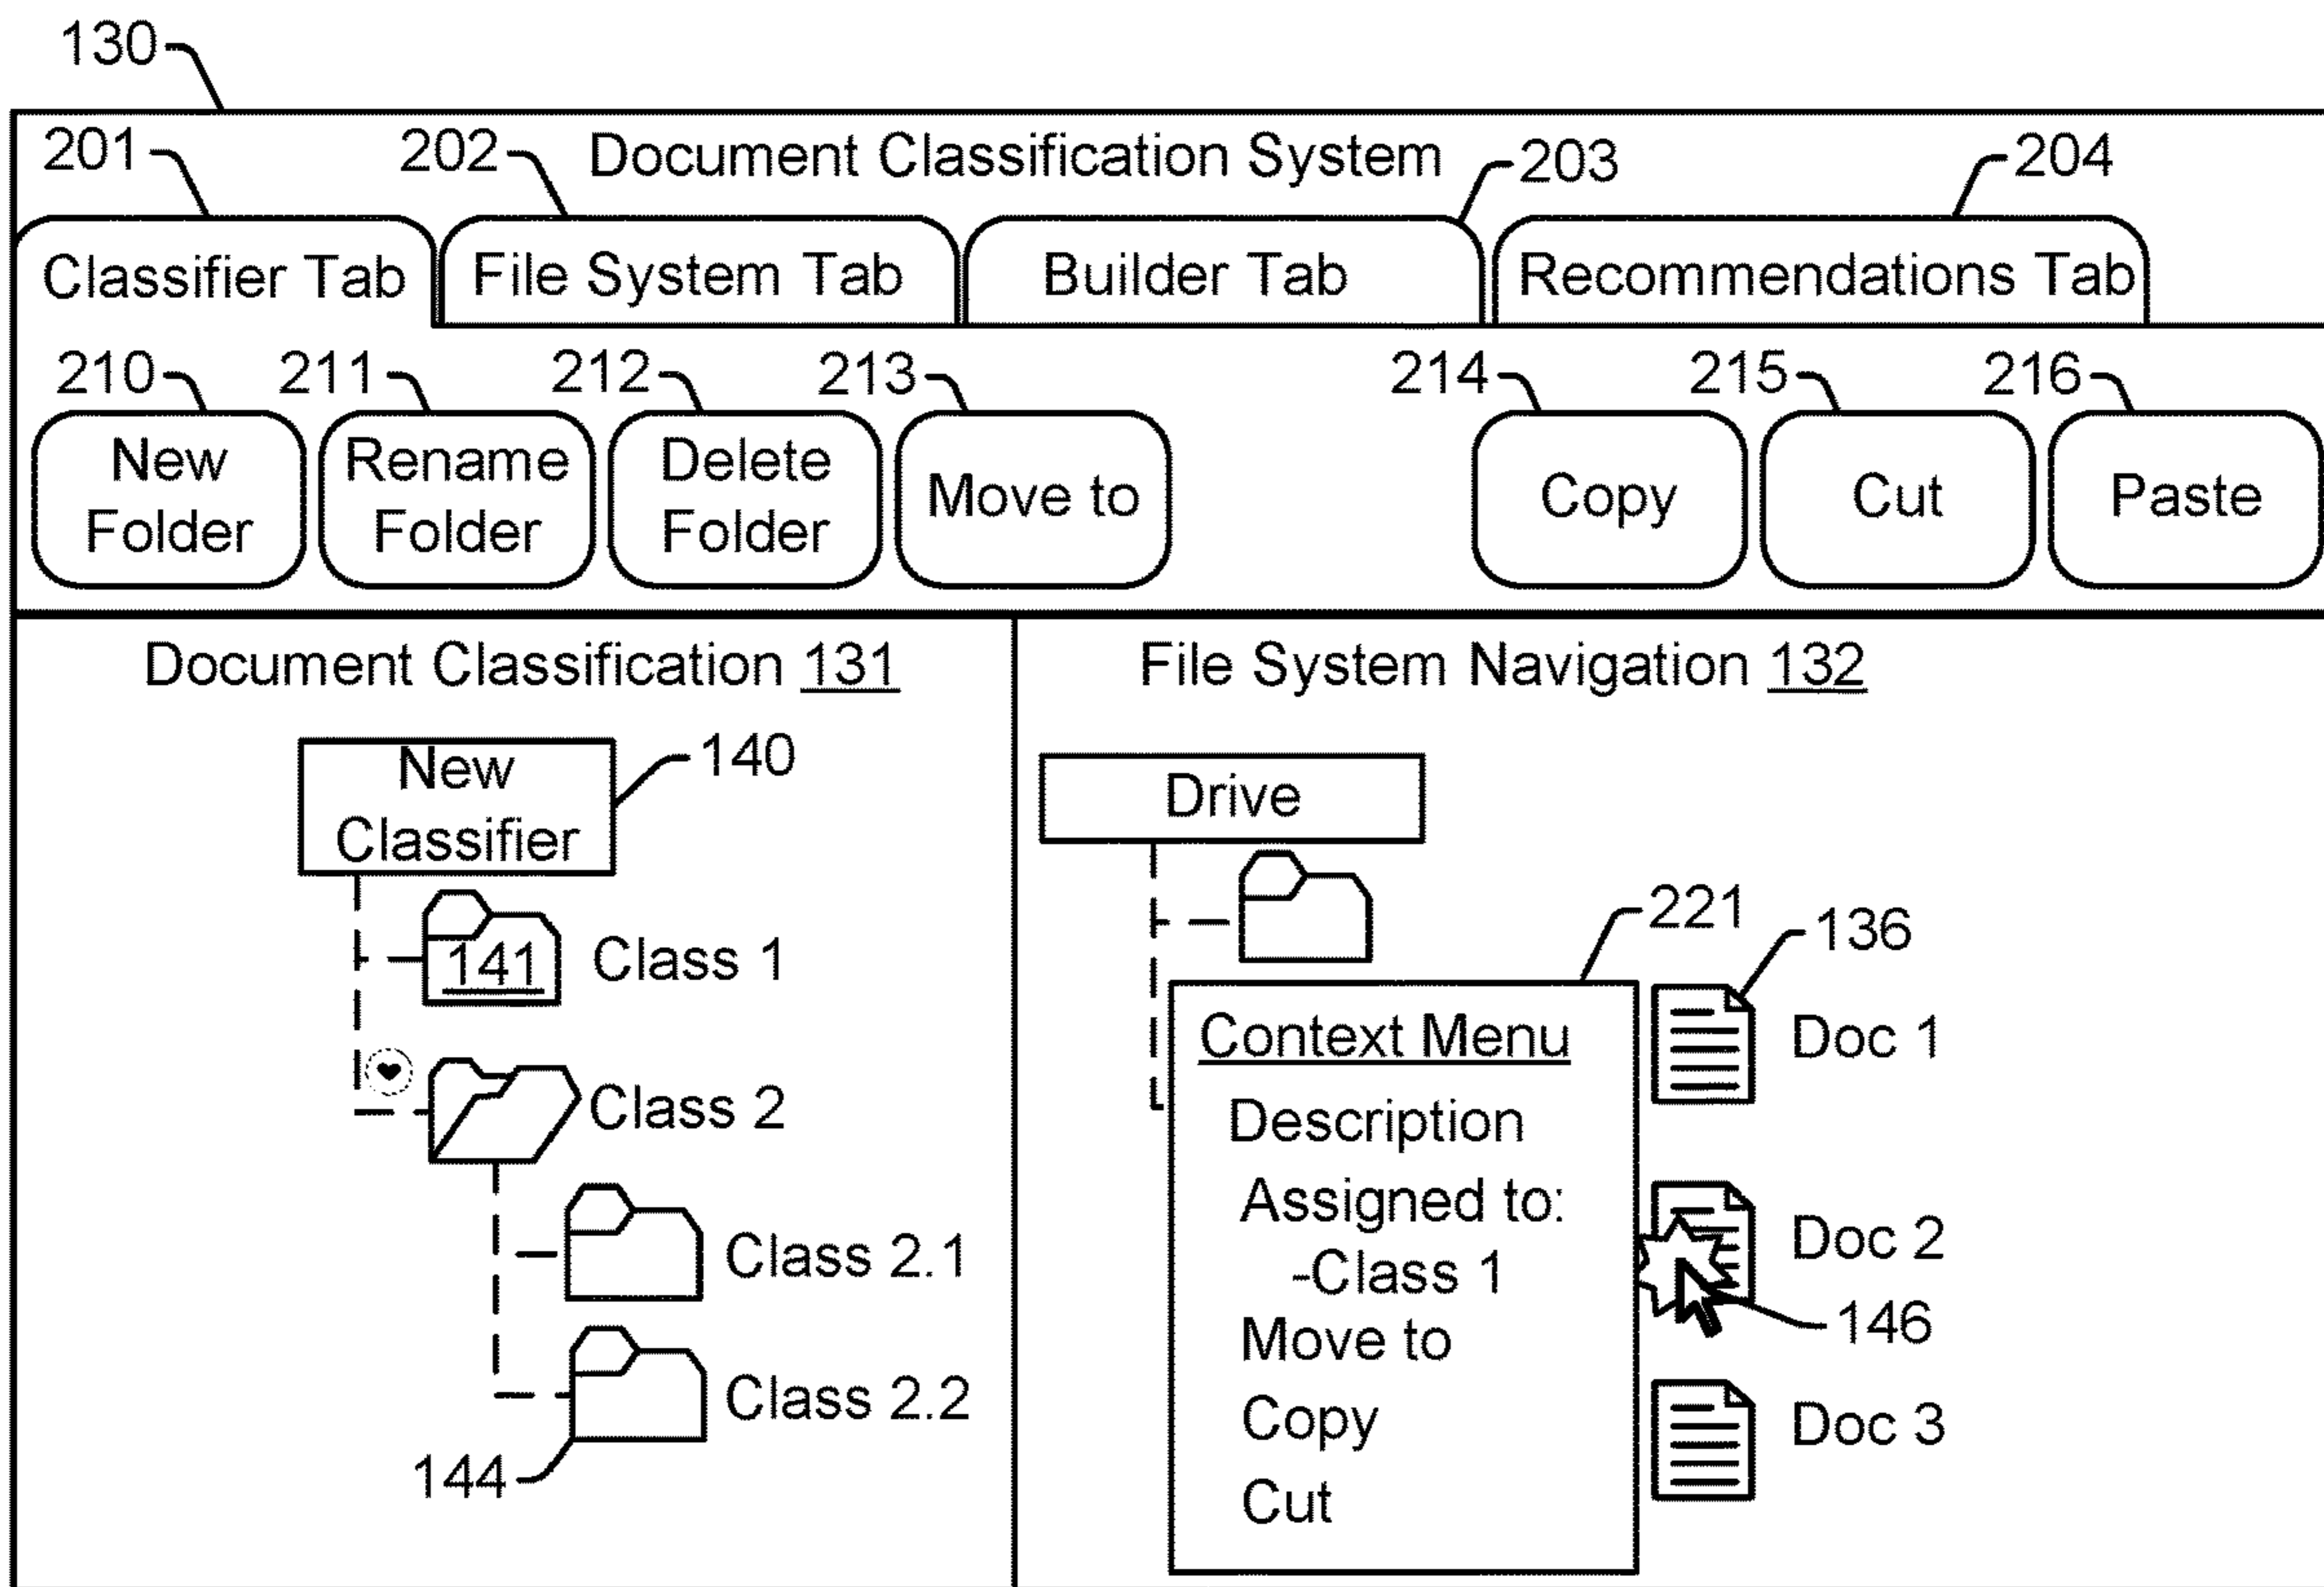 130
201
202
Document Classification System
203
204
Classifier Tab
File System Tab
Builder Tab
Recommendations Tab
210
211
212
213
214
215
216
New
Folder
Rename
Folder
Delete
Folder
Move to
Copy
Cut
Paste
Document Classification 131
New
Classifier
140
141
Class 1
Class 2
Class 2.1
Class 2.2
144
File System Navigation 132
Drive
221
136
Context Menu
Description
Assigned to:
-Class 1
Move to
Copy
Cut
Doc 1
Doc 2
146
Doc 3